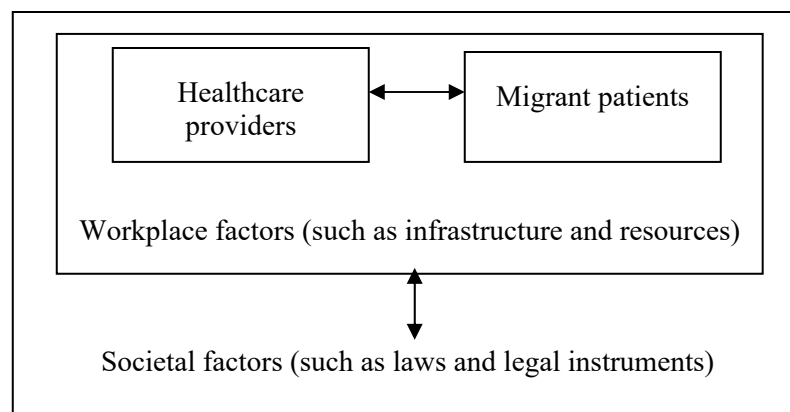 Healthcare
providers
Migrant patients
Workplace factors (such as infrastructure and resources)
Societal factors (such as laws and legal instruments)